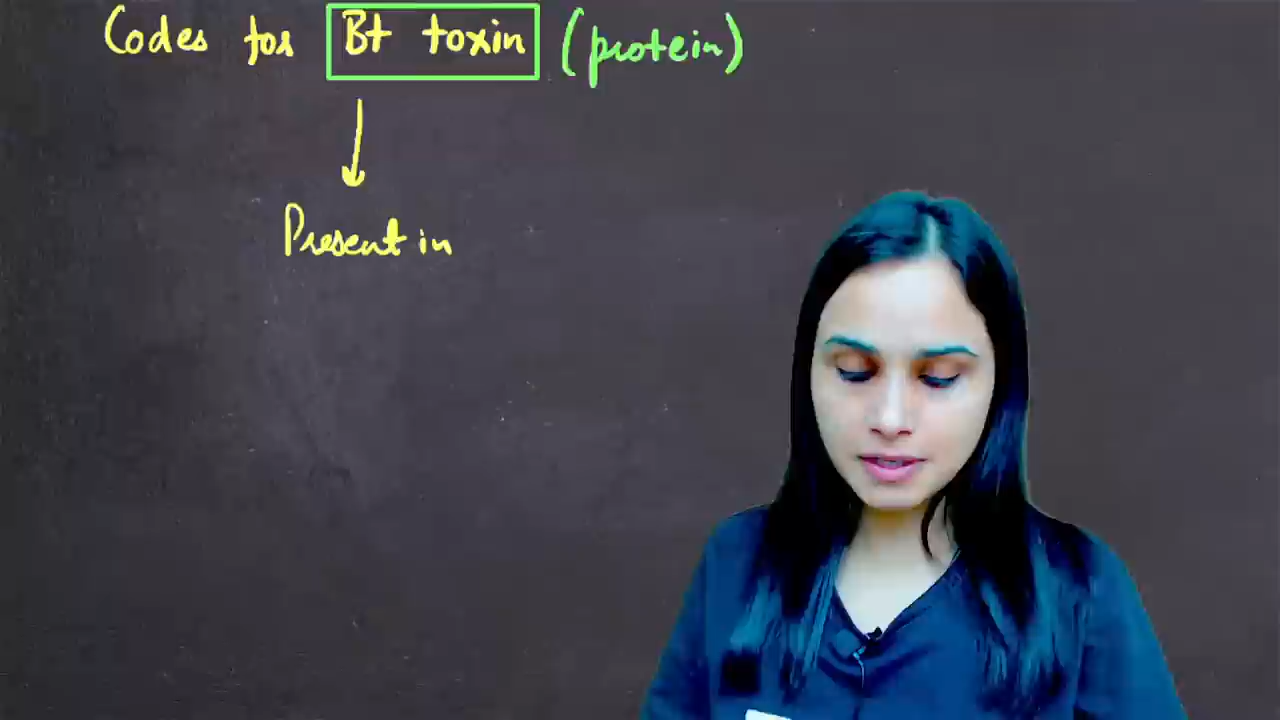 Codes for Bt toxin (protein)
Present in